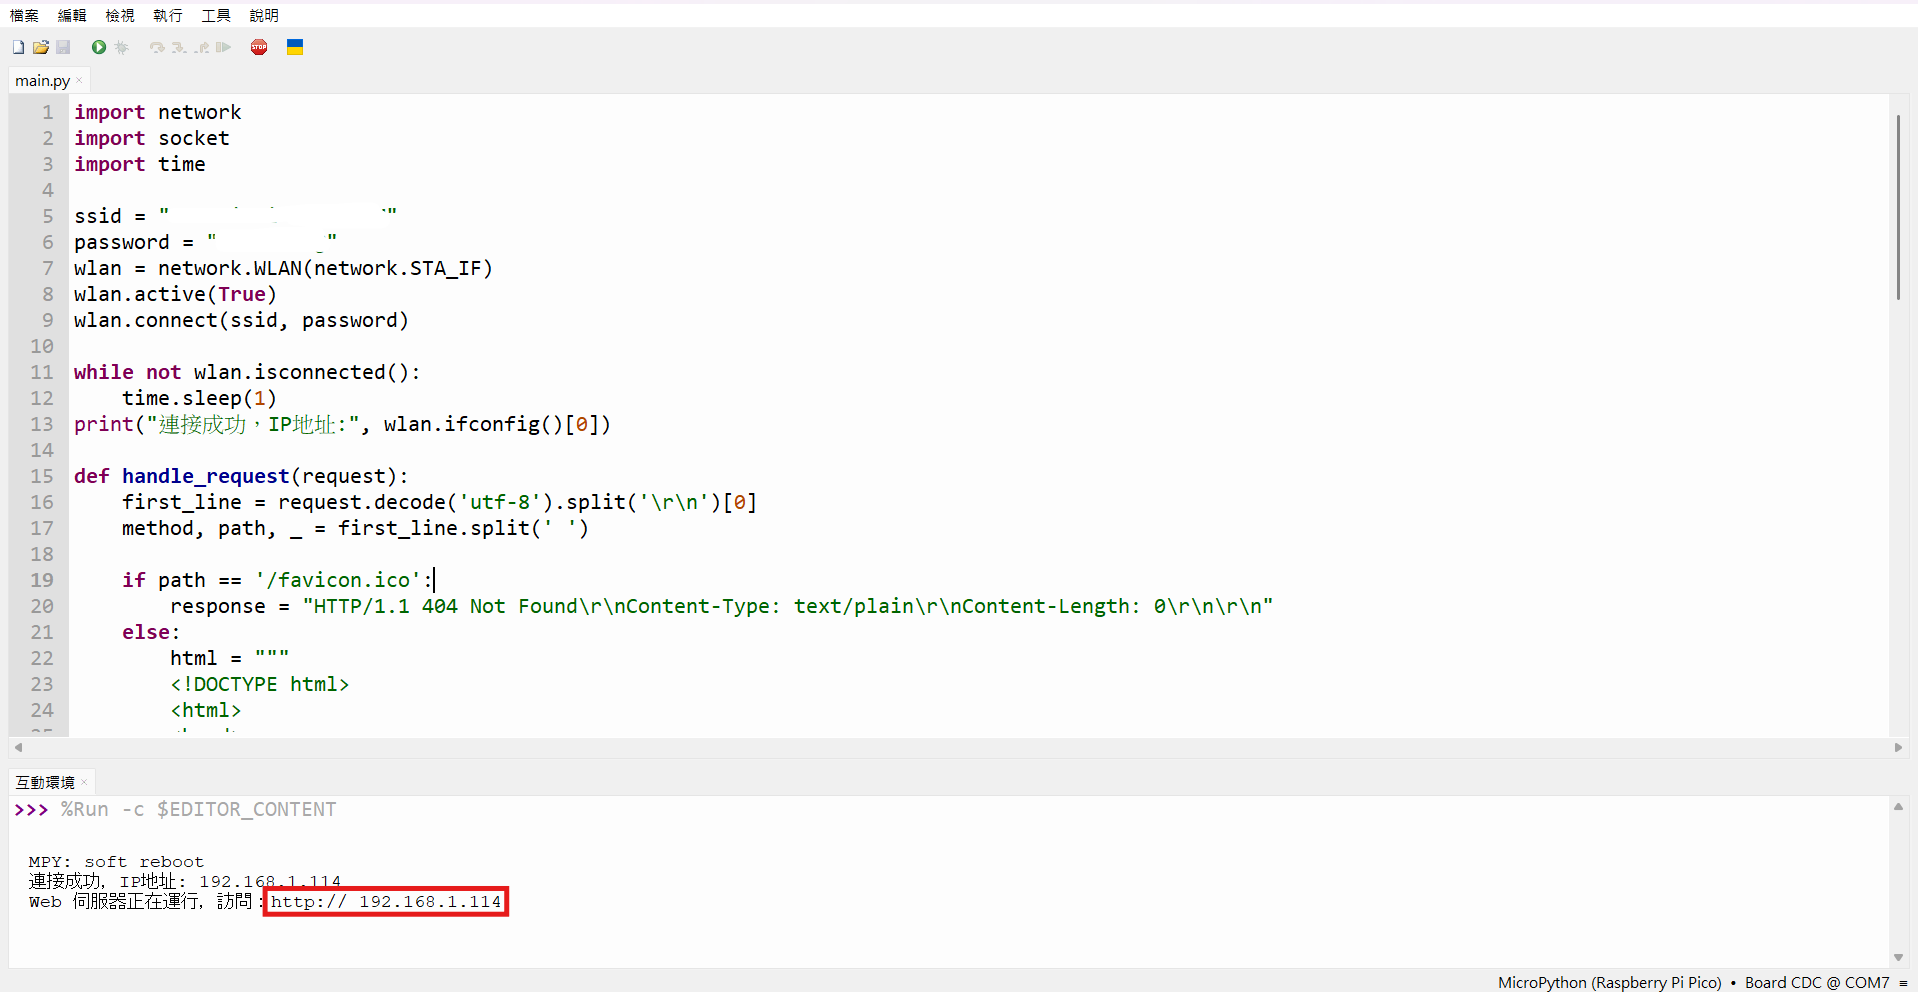 檔案 編輯 檢視 執行 工具 說明
STOP
main.py ×
1 import network
2 import socket
3 import time
4
5 ssid = " "
6 password = " "
7 wlan = network.WLAN(network.STA_IF)
8 wlan.active(True)
9 wlan.connect(ssid, password)
10
11 while not wlan.isconnected():
12     time.sleep(1)
13 print("連接成功，IP地址:", wlan.ifconfig()[0])
14
15 def handle_request(request):
16     first_line = request.decode('utf-8').split('\r\n')[0]
17     method, path, _ = first_line.split(' ')
18
19     if path == '/favicon.ico':
20         response = "HTTP/1.1 404 Not Found\r\nContent-Type: text/plain\r\nContent-Length: 0\r\n\r\n"
21     else:
22         html = """
23         <!DOCTYPE html>
24         <html>
互動環境 ×
>>> %Run -c $EDITOR_CONTENT
MPY: soft reboot
連接成功，IP地址: 192.168.1.114
Web 伺服器正在運行，訪問：http:// 192.168.1.114
MicroPython (Raspberry Pi Pico) • Board CDC @ COM7 ≡